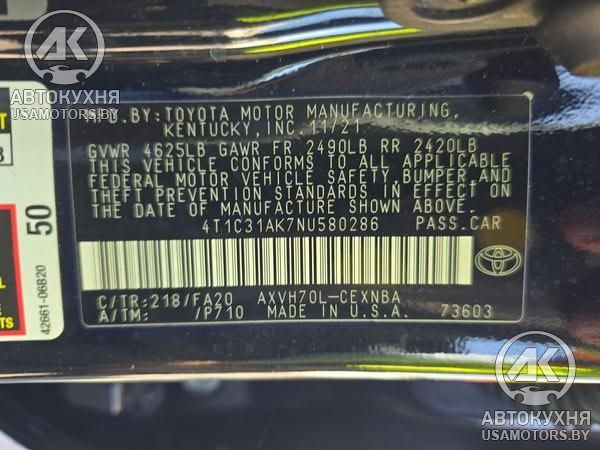 АК
АВТОКУХНЯ
USAMOTORS.BY
MFD. BY: TOYOTA MOTOR MANUFACTURING,
KENTUCKY, INC. 11/21
GVWR 4625LB GAWR FR 2490LB RR 2420LB
THIS VEHICLE CONFORMS TO ALL APPLICABLE
FEDERAL MOTOR VEHICLE SAFETY, BUMPER, AND
THEFT PREVENTION STANDARDS IN EFFECT ON
THE DATE OF MANUFACTURE SHOWN ABOVE.
4T1C31AK7NU580286 PASS.CAR
C/TR:218/FA20 AXVH70L-CEXNBA
A/TM: /P710 MADE IN U.S.A. 73603
50
42661-06B20
АК
АВТОКУХНЯ
USAMOTORS.BY